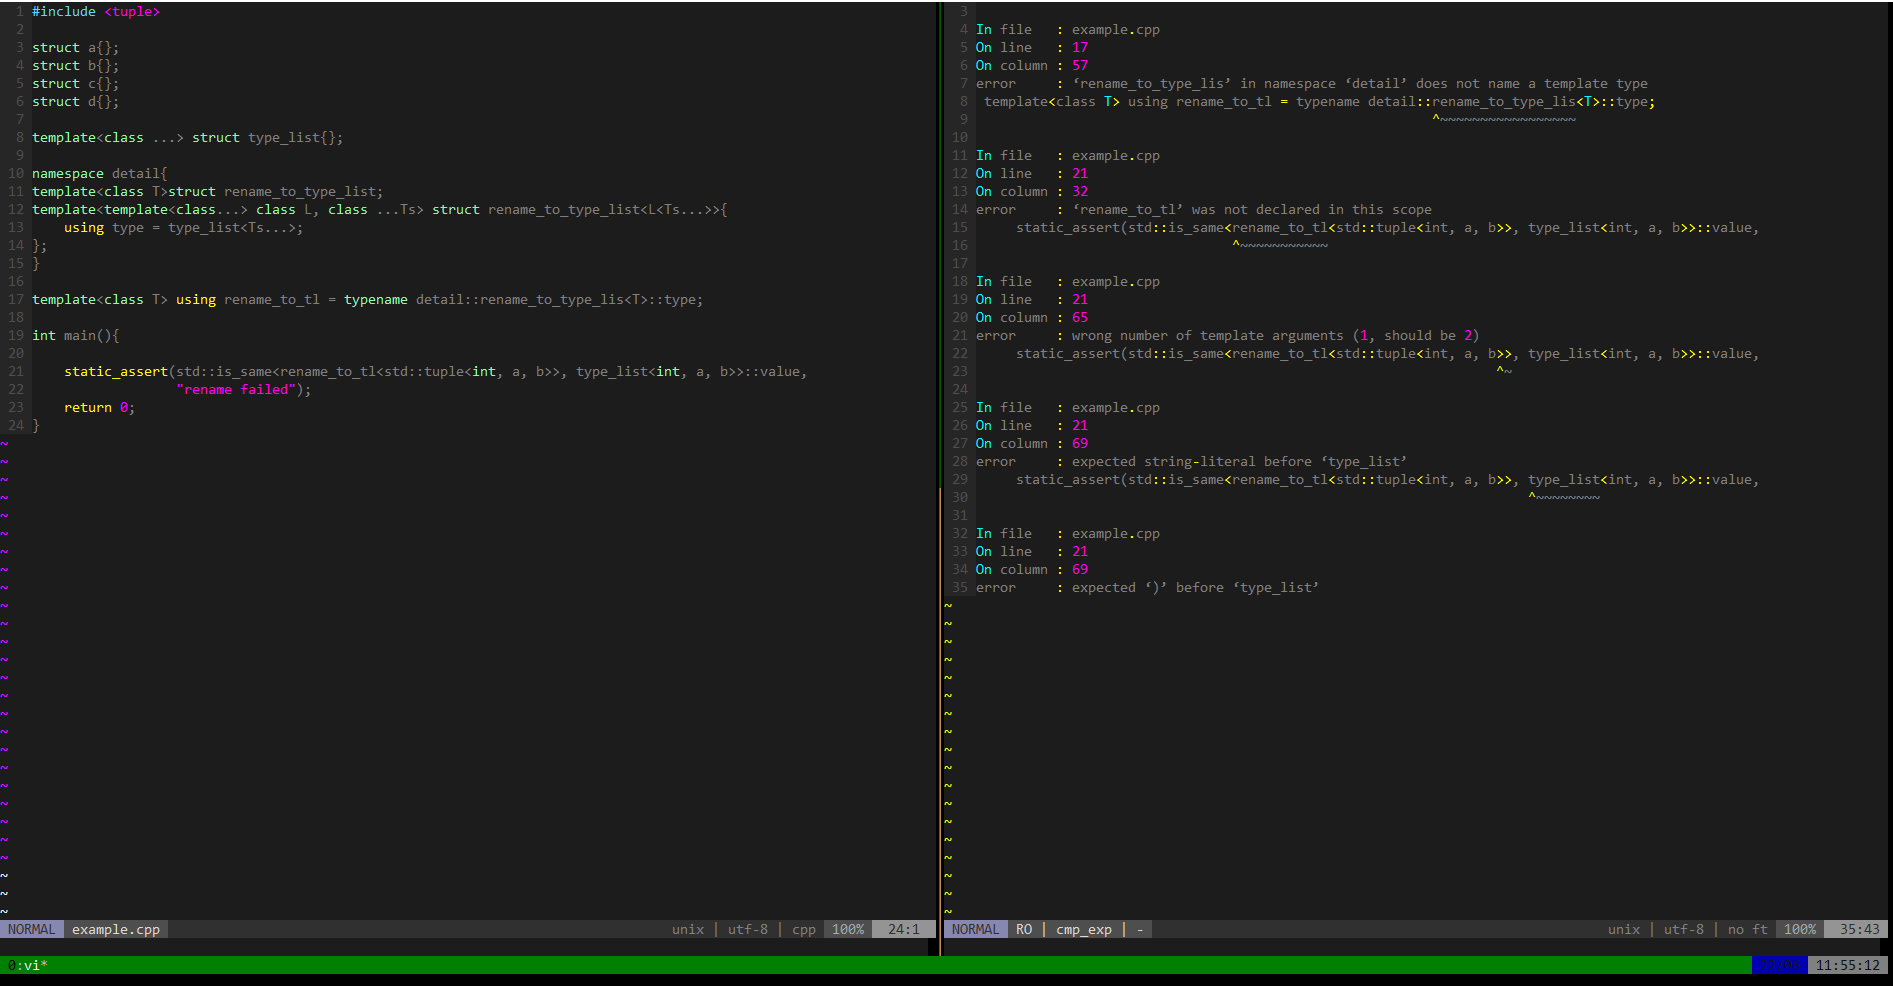 1 #include <tuple>
2
3 struct a{};
4 struct b{};
5 struct c{};
6 struct d{};
7
8 template<class ...> struct type_list{};
9
10 namespace detail{
11 template<class T>struct rename_to_type_list;
12 template<template<class...> class L, class ...Ts> struct rename_to_type_list<L<Ts...>>{
13     using type = type_list<Ts...>;
14 };
15 }
16
17 template<class T> using rename_to_tl = typename detail::rename_to_type_lis<T>::type;
18
19 int main(){
20
21     static_assert(std::is_same<rename_to_tl<std::tuple<int, a, b>>, type_list<int, a, b>>::value,
22                   "rename failed");
23     return 0;
24 }
NORMAL example.cpp unix | utf-8 | cpp 100% 24:1
3
4 In file   : example.cpp
5 On line   : 17
6 On column : 57
7 error     : ‘rename_to_type_lis’ in namespace ‘detail’ does not name a template type
8  template<class T> using rename_to_tl = typename detail::rename_to_type_lis<T>::type;
9                                                          ^~~~~~~~~~~~~~~~~~
10
11 In file   : example.cpp
12 On line   : 21
13 On column : 32
14 error     : ‘rename_to_tl’ was not declared in this scope
15      static_assert(std::is_same<rename_to_tl<std::tuple<int, a, b>>, type_list<int, a, b>>::value,
16                                 ^~~~~~~~~~~~
17
18 In file   : example.cpp
19 On line   : 21
20 On column : 65
21 error     : wrong number of template arguments (1, should be 2)
22      static_assert(std::is_same<rename_to_tl<std::tuple<int, a, b>>, type_list<int, a, b>>::value,
23                                                                  ^~
24
25 In file   : example.cpp
26 On line   : 21
27 On column : 69
28 error     : expected string-literal before ‘type_list’
29      static_assert(std::is_same<rename_to_tl<std::tuple<int, a, b>>, type_list<int, a, b>>::value,
30                                                                      ^~~~~~~~~
31
32 In file   : example.cpp
33 On line   : 21
34 On column : 69
35 error     : expected ‘)’ before ‘type_list’
NORMAL RO | cmp_exp | - unix | utf-8 | no ft 100% 35:43
0:vi* 11:55:12